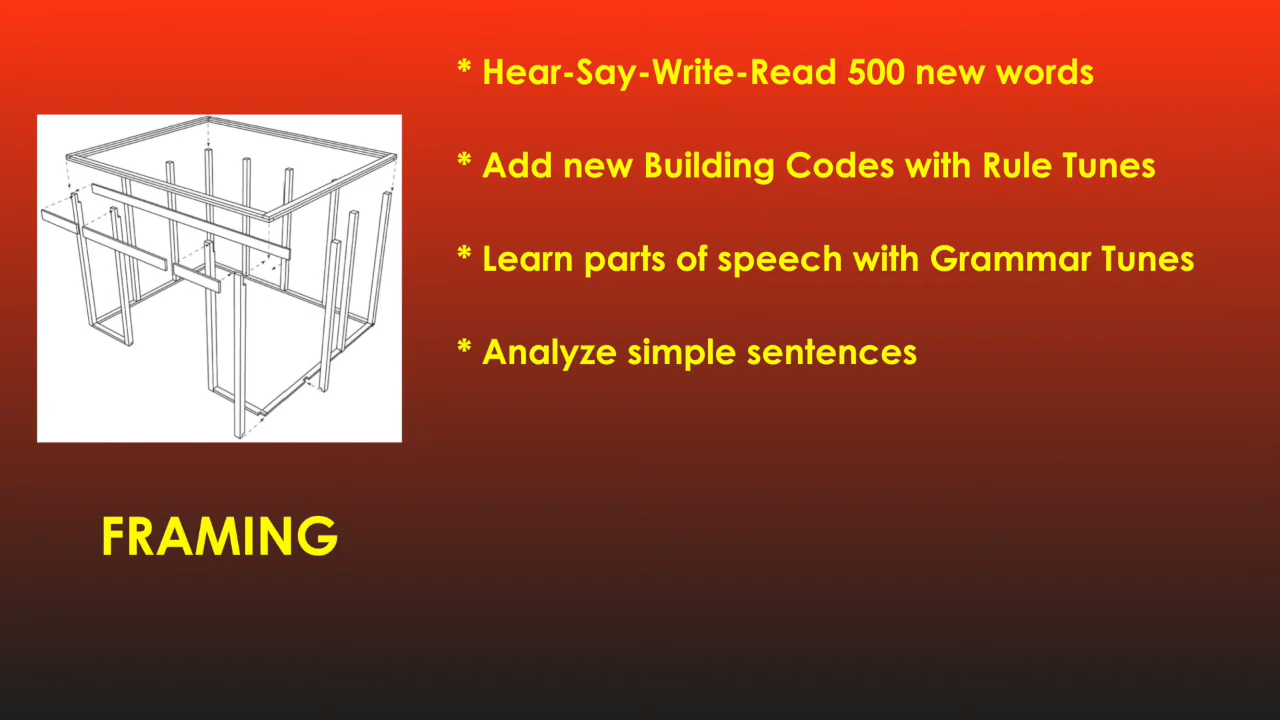 * Hear-Say-Write-Read 500 new words
* Add new Building Codes with Rule Tunes
* Learn parts of speech with Grammar Tunes
* Analyze simple sentences
FRAMING